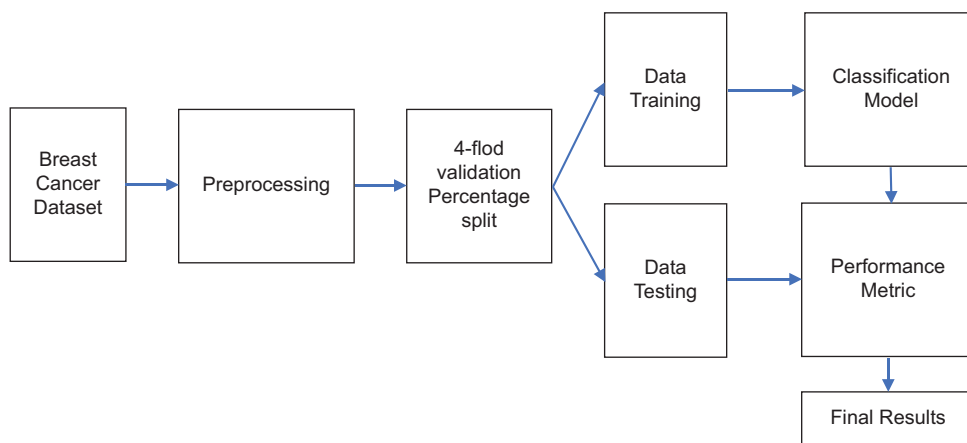 Breast
Cancer
Dataset
Preprocessing
4-flod
validation
Percentage
split
Data
Training
Classification
Model
Data
Testing
Performance
Metric
Final Results